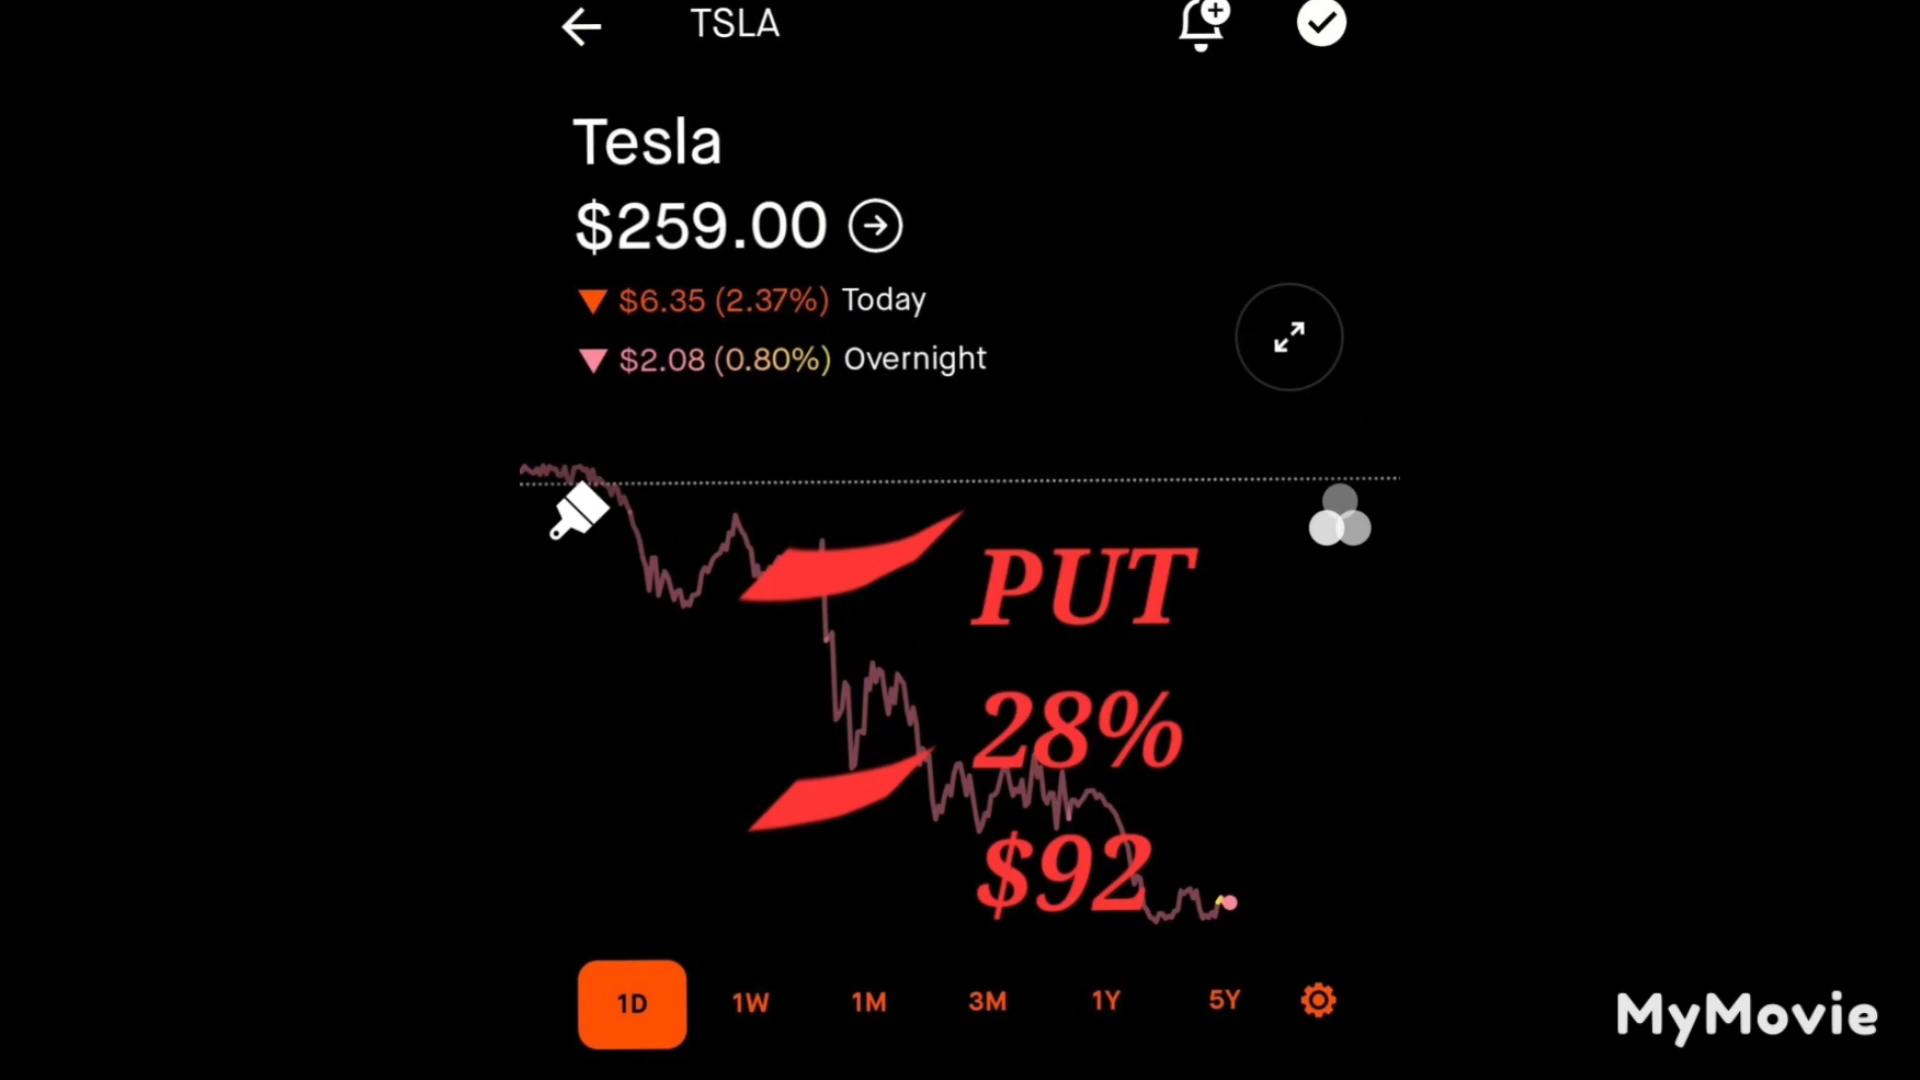 TSLA
Tesla
$259.00
▼ $6.35 (2.37%) Today
▼ $2.08 (0.80%) Overnight
PUT
28%
$92
1D 1W 1M 3M 1Y 5Y
MyMovie